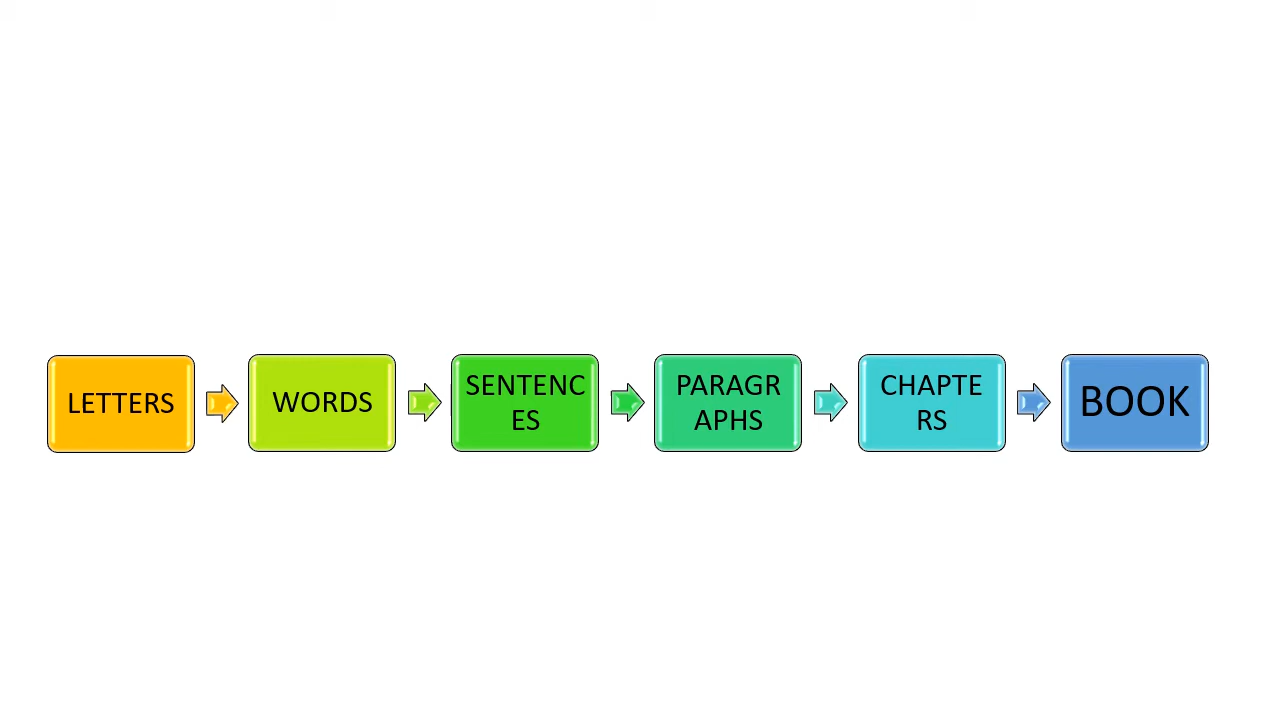 LETTERS
WORDS
SENTENC
ES
PARAGR
APHS
CHAPTE
RS
BOOK